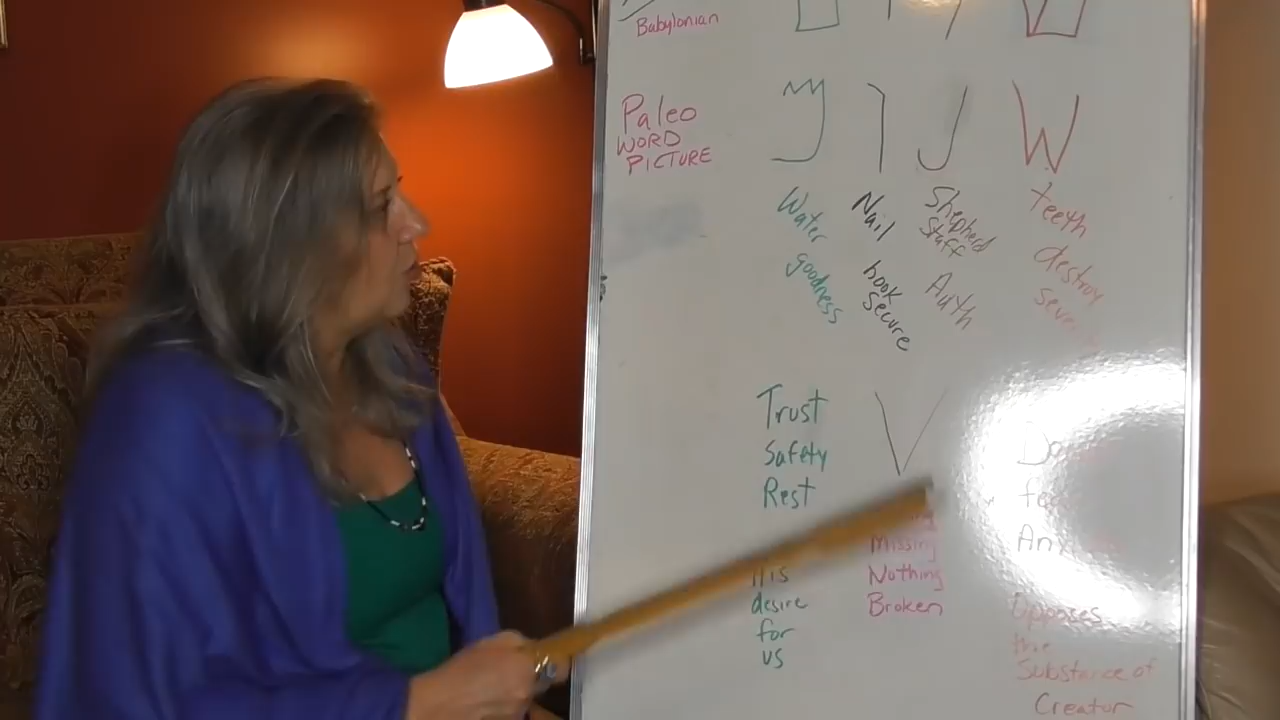 Babylonian
Paleo
WORD
PICTURE
Water
goodness
Nail
hook
secure
Shepherd
staff
Auth
teeth
destroy
Trust
Safety
Rest
V
Missing
Nothing
Broken
His
desire
for
us
Opposes
the
Substance of
Creator